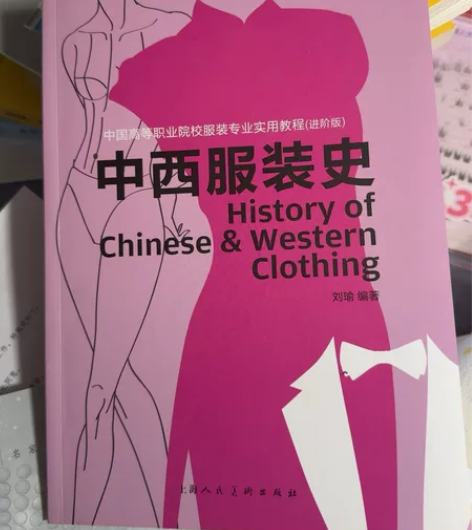 中国高等职业院校服装专业实用教程(进阶版)
中西服装史
History of
Chinese & Western
Clothing
刘瑜 编著
上海人民美术出版社